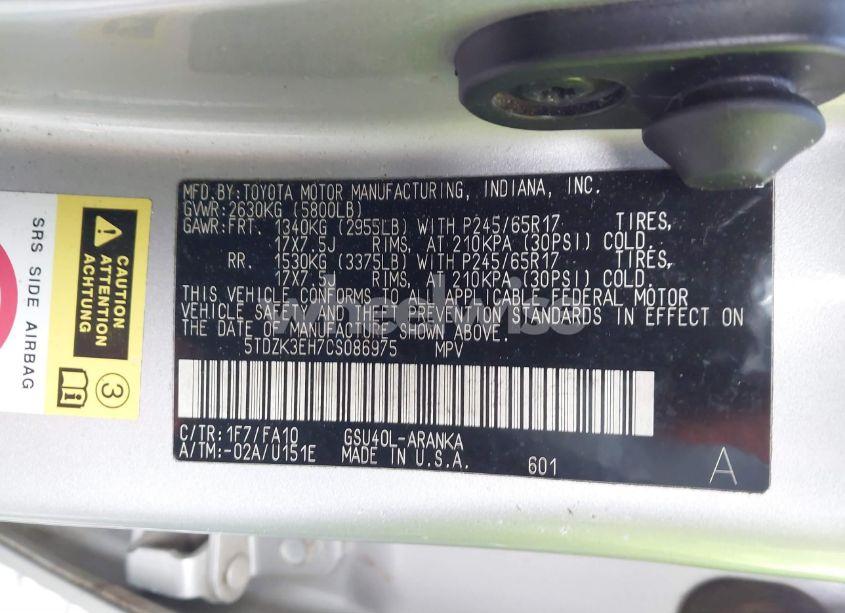 MFD.BY:TOYOTA MOTOR MANUFACTURING, INDIANA, INC.
GVWR:2630KG (5800LB)
GAWR:FRT. 1340KG (2955LB) WITH P245/65R17 TIRES,
17X7.5J RIMS, AT 210KPA (30PSI) COLD.
RR. 1530KG (3375LB) WITH P245/65R17 TIRES,
17X7.5J RIMS, AT 210KPA (30PSI) COLD.
THIS VEHICLE CONFORMS TO ALL APPLICABLE FEDERAL MOTOR
VEHICLE SAFETY AND THEFT PREVENTION STANDARDS IN EFFECT ON
THE DATE OF MANUFACTURE SHOWN ABOVE.
5TDZK3EH7CS086975 MPV
C/TR: 1F7/FA10 GSU40L-ARANKA
A/TM:-02A/U151E MADE IN U.S.A. 601
A
SRS SIDE AIRBAG
CAUTION
ATTENTION
ACHTUNG
3
wheelwiso